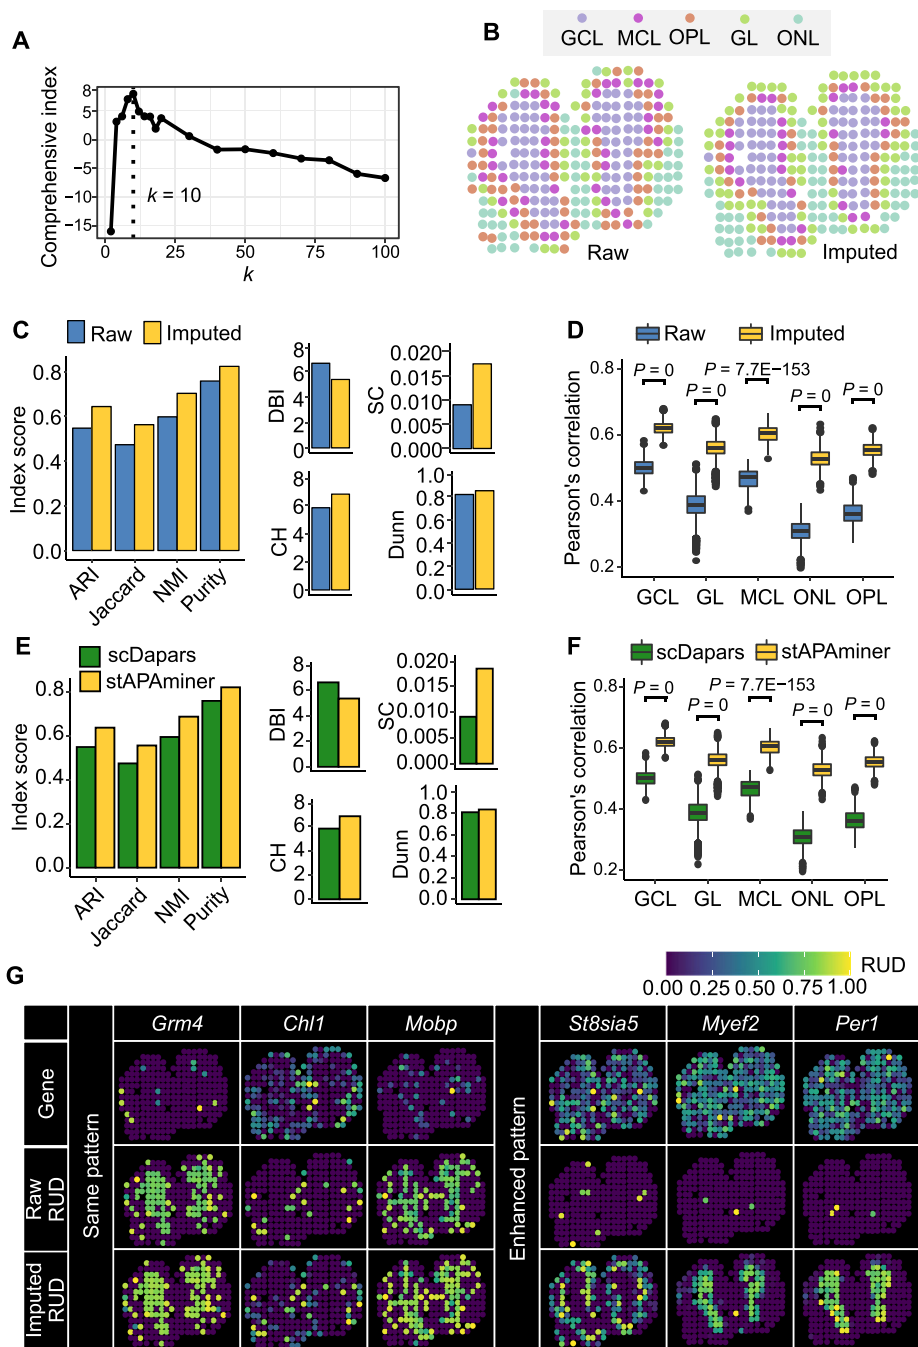 A
Comprehensive index
8
5
0
−5
−10
−15
k = 10
0
25
50
75
100
k
B
GCL
MCL
OPL
GL
ONL
Raw
Imputed
C
Raw
Imputed
Index score
0.8
0.6
0.4
0.2
0.0
ARI
Jaccard
NMI
Purity
DBI
8
6
4
2
0
SC
0.020
0.015
0.010
0.005
0.000
CH
8
6
4
2
0
Dunn
1.0
0.8
0.6
0.4
0.2
0.0
D
Raw
Imputed
Pearson's correlation
0.8
0.6
0.4
0.2
P = 0
P = 0
P = 7.7E−153
P = 0
P = 0
GCL
GL
MCL
ONL
OPL
E
scDapars
stAPAminer
Index score
0.8
0.6
0.4
0.2
0.0
ARI
Jaccard
NMI
Purity
DBI
8
6
4
2
0
SC
0.020
0.015
0.010
0.005
0.000
CH
8
6
4
2
0
Dunn
1.0
0.8
0.6
0.4
0.2
0.0
F
scDapars
stAPAminer
Pearson's correlation
0.8
0.6
0.4
0.2
P = 0
P = 0
P = 7.7E−153
P = 0
P = 0
GCL
GL
MCL
ONL
OPL
G
RUD
0.00 0.25 0.50 0.75 1.00
Grm4
Chl1
Mobp
St8sia5
Myef2
Per1
Gene
Raw
RUD
Imputed
RUD
Same pattern
Enhanced pattern